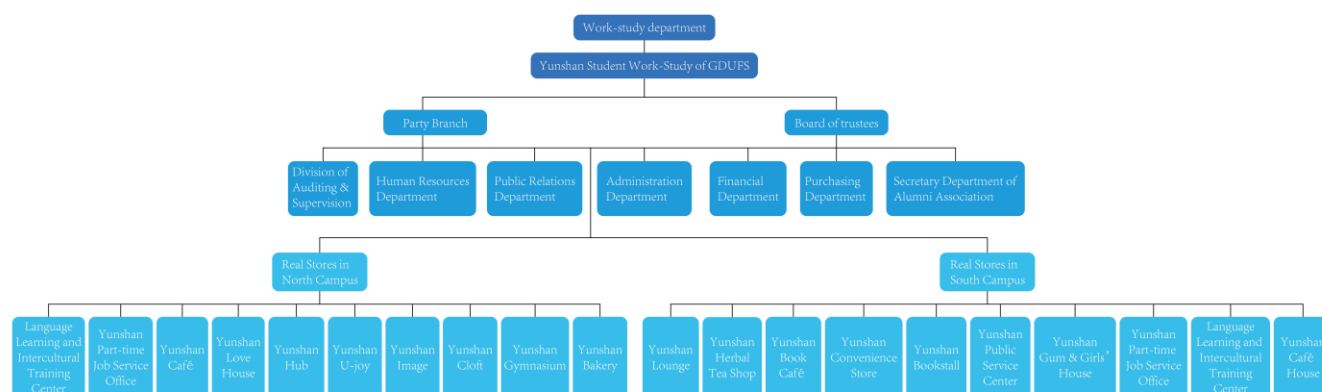 Work-study department
Yunshan Student Work-Study of GDUFS
Party Branch
Board of trustees
Division of
Auditing &
Supervision
Human Resources
Department
Public Relations
Department
Administration
Department
Financial
Department
Purchasing
Department
Secretary Department of
Alumni Association
Real Stores in
North Campus
Real Stores in
South Campus
Language
Learning and
Intercultural
Training
Center
Yunshan
Part-time
Job Service
Office
Yunshan
Café
Yunshan
Love
House
Yunshan
Hub
Yunshan
U-joy
Yunshan
Image
Yunshan
Cloft
Yunshan
Gymnasium
Yunshan
Bakery
Yunshan
Lounge
Yunshan
Herbal
Tea Shop
Yunshan
Book
Café
Yunshan
Convenience
Store
Yunshan
Bookstall
Yunshan
Public
Service
Center
Yunshan
Gum & Girls’
House
Yunshan
Part-time
Job Service
Office
Language
Learning and
Intercultural
Training
Center
Yunshan
Café
House